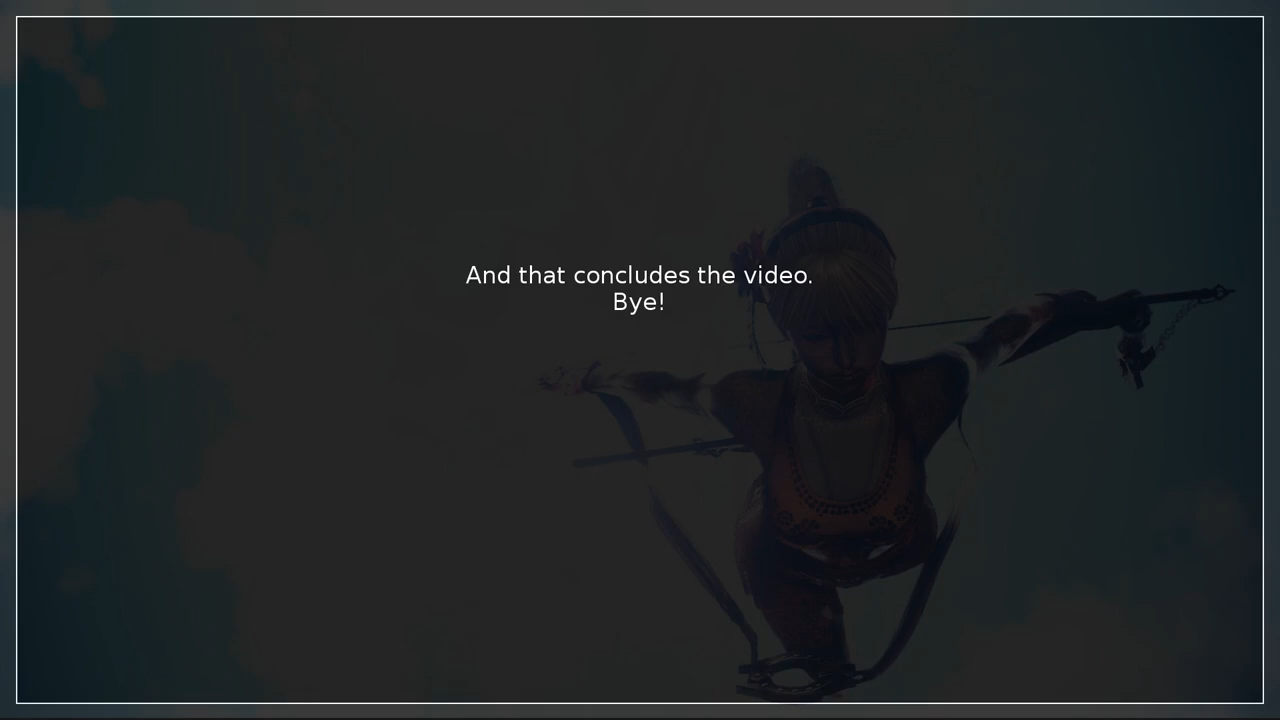 And that concludes the video.
Bye!